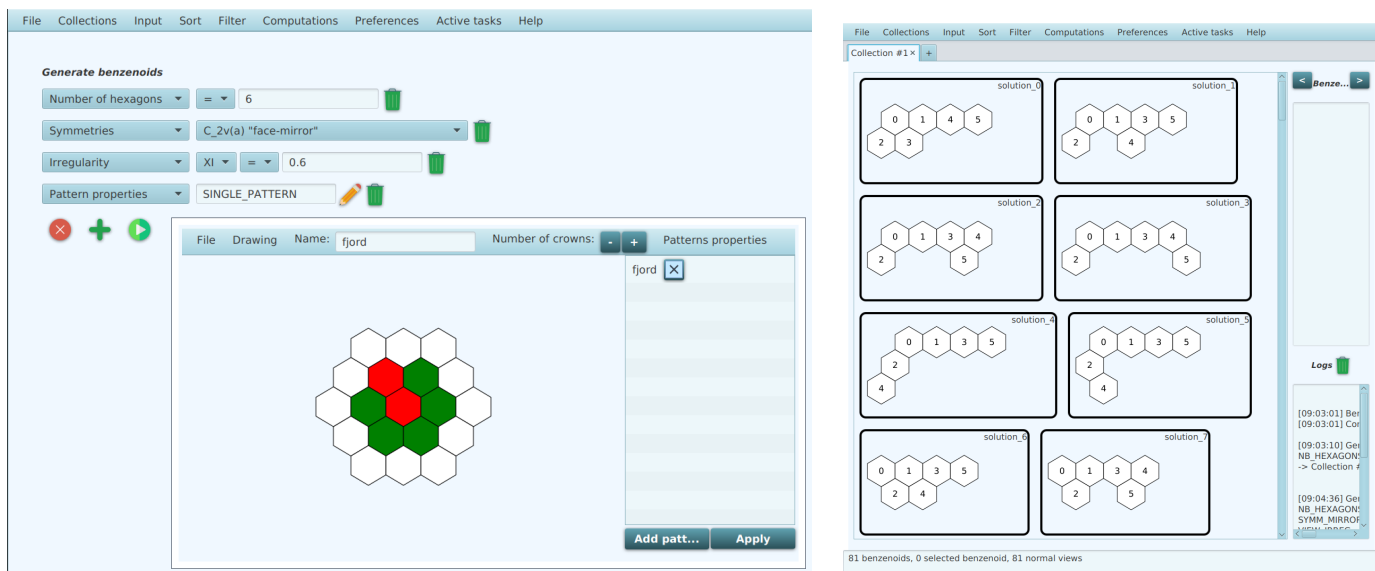 File Collections Input Sort Filter Computations Preferences Active tasks Help
Generate benzenoids
Number of hexagons = 6
Symmetries C_2v(a) "face-mirror"
Irregularity XI = 0.6
Pattern properties SINGLE_PATTERN
File Drawing Name: fjord Number of crowns: - + Patterns properties
fjord X
Add patt... Apply
File Collections Input Sort Filter Computations Preferences Active tasks Help
Collection #1 × +
< Benze... >
solution_0
0 1 4 5
2 3
solution_1
0 1 3 5
2 4
solution_2
0 1 3 4
2 5
solution_3
0 1 3 4
2 5
solution_4
0 1 3 5
2
4
solution_5
0 1 3 5
2
4
solution_6
0 1 3 5
2 4
solution_7
0 1 3 4
2 5
Logs
[09:03:01] Ber
[09:03:01] Cor
[09:03:10] Ger
NB_HEXAGONS
-> Collection #
[09:04:36] Ger
NB_HEXAGONS
SYMM_MIRROR
81 benzenoids, 0 selected benzenoid, 81 normal views